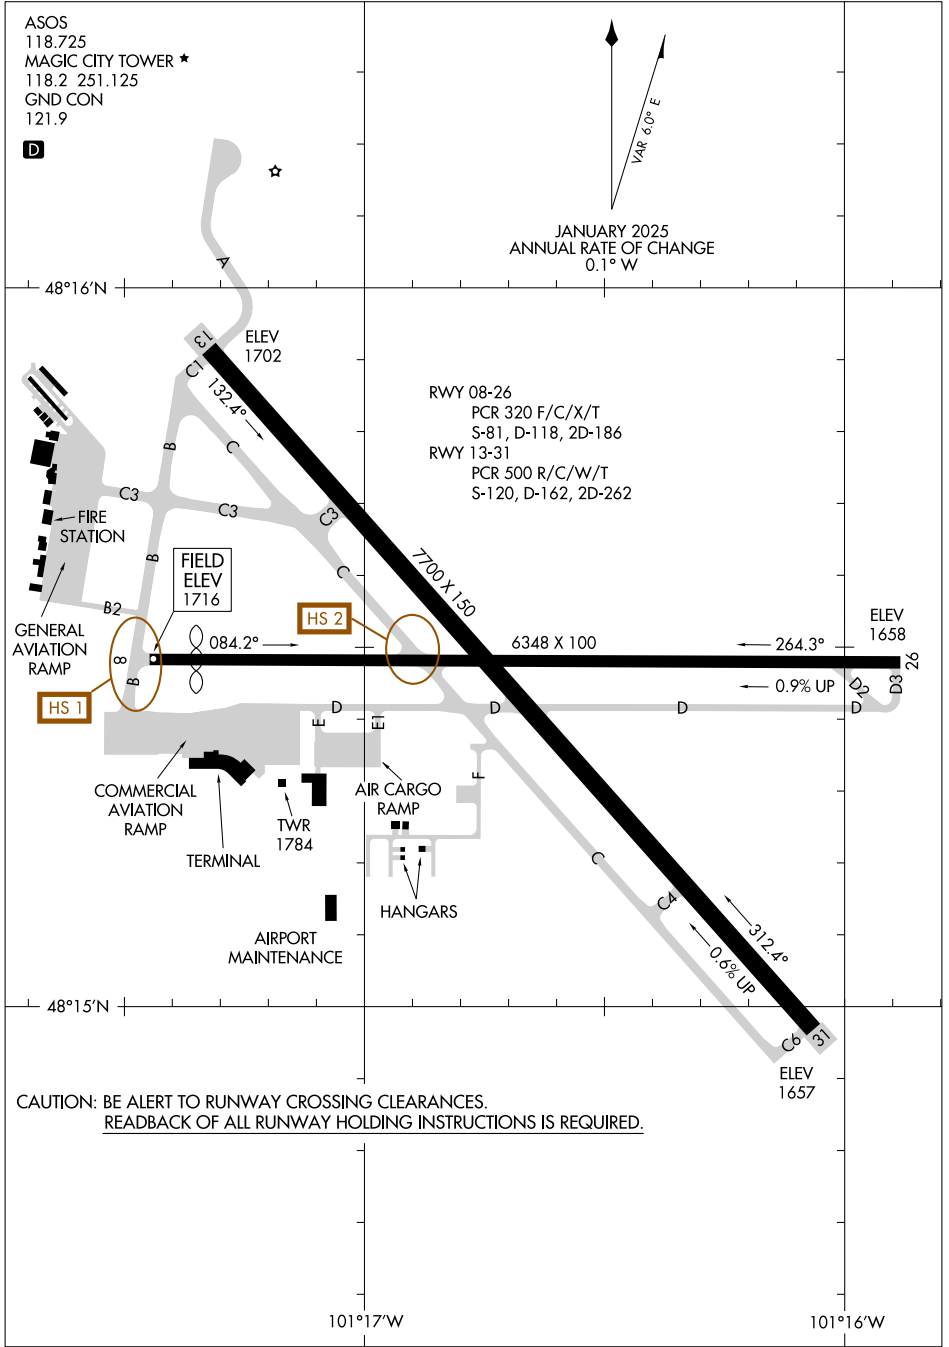 ASOS
118.725
MAGIC CITY TOWER
118.2 251.125
GND CON
121.9
D
VAR 6.0° E
JANUARY 2025
ANNUAL RATE OF CHANGE
0.1° W
48°16'N
A
13
ELEV
1702
C1
132.4°
RWY 08-26
PCR 320 F/C/X/T
S-81, D-118, 2D-186
RWY 13-31
PCR 500 R/C/W/T
S-120, D-162, 2D-262
B
C
C3
C3
C3
FIRE
STATION
B
C
7700 X 150
FIELD
ELEV
1716
B2
HS 2
GENERAL
AVIATION
RAMP
8
084.2°
6348 X 100
264.3°
ELEV
1658
26
B
HS 1
0.9% UP
D2
D3
D
D
D
D
E
E1
F
COMMERCIAL
AVIATION
RAMP
TWR
1784
AIR CARGO
RAMP
TERMINAL
C
HANGARS
C4
AIRPORT
MAINTENANCE
312.4°
0.6% UP
48°15'N
C6
31
ELEV
1657
CAUTION: BE ALERT TO RUNWAY CROSSING CLEARANCES.
READBACK OF ALL RUNWAY HOLDING INSTRUCTIONS IS REQUIRED.
101°17'W
101°16'W